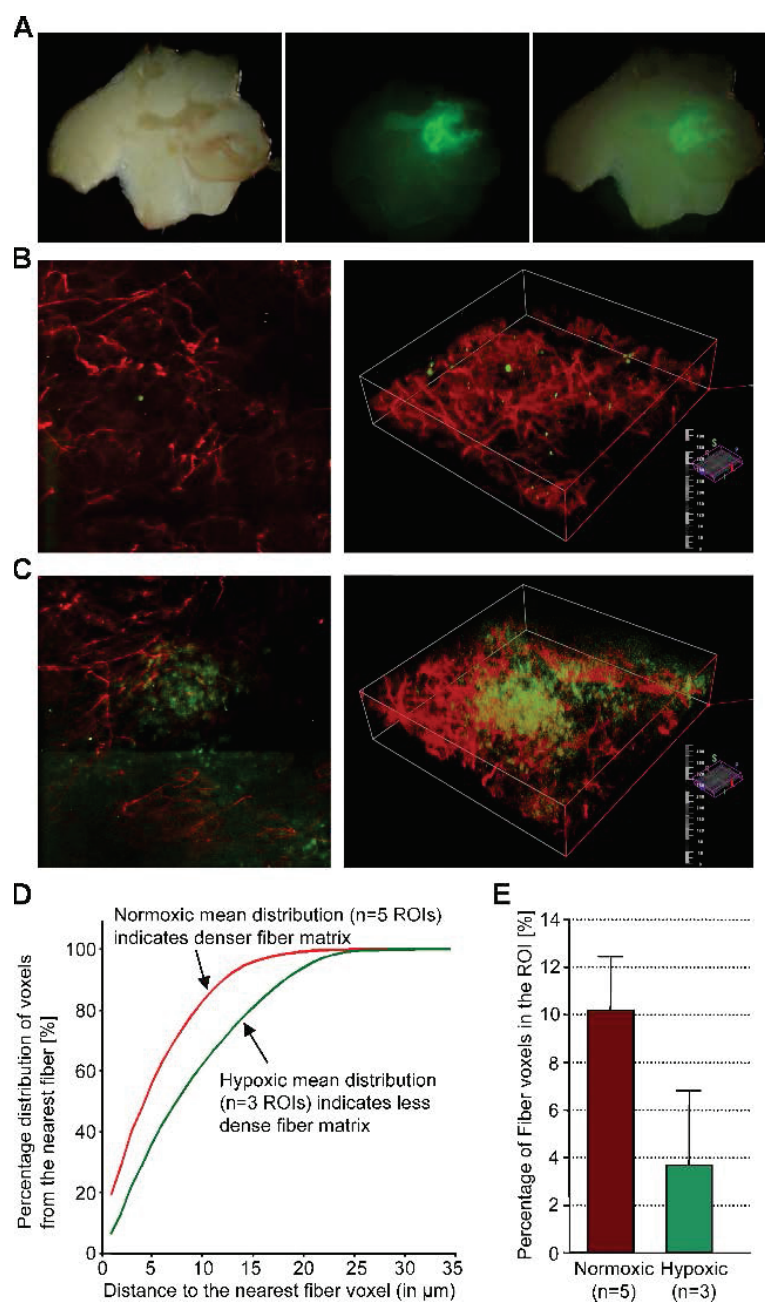 A
B
C
D
Normoxic mean distribution (n=5 ROIs)
indicates denser fiber matrix
Hypoxic mean distribution
(n=3 ROIs) indicates less
dense fiber matrix
Percentage distribution of voxels
from the nearest fiber [%]
100
80
60
40
20
0
0
5
10
15
20
25
30
35
Distance to the nearest fiber voxel (in µm)
E
Percentage of Fiber voxels in the ROI [%]
14
12
10
8
6
4
2
0
Normoxic Hypoxic
(n=5) (n=3)